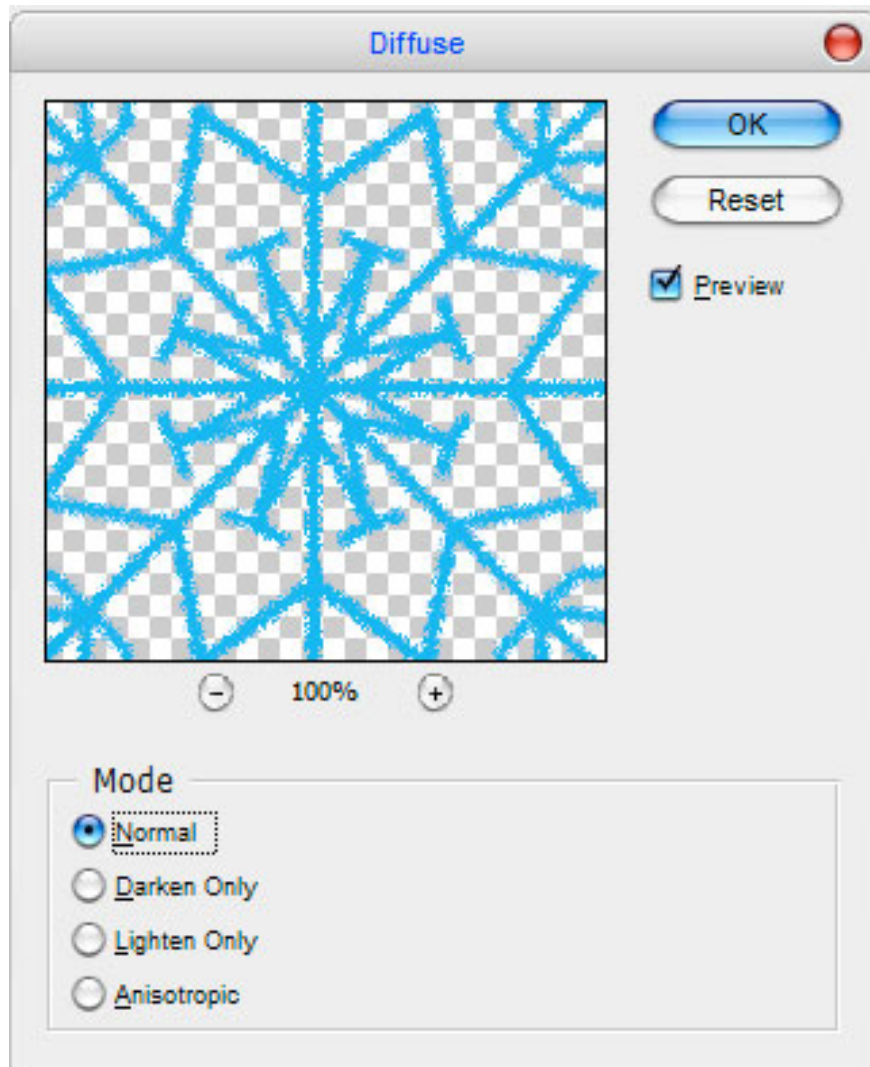 Diffuse
OK
Reset
Preview
100%
Mode
Normal
Darken Only
Lighten Only
Anisotropic